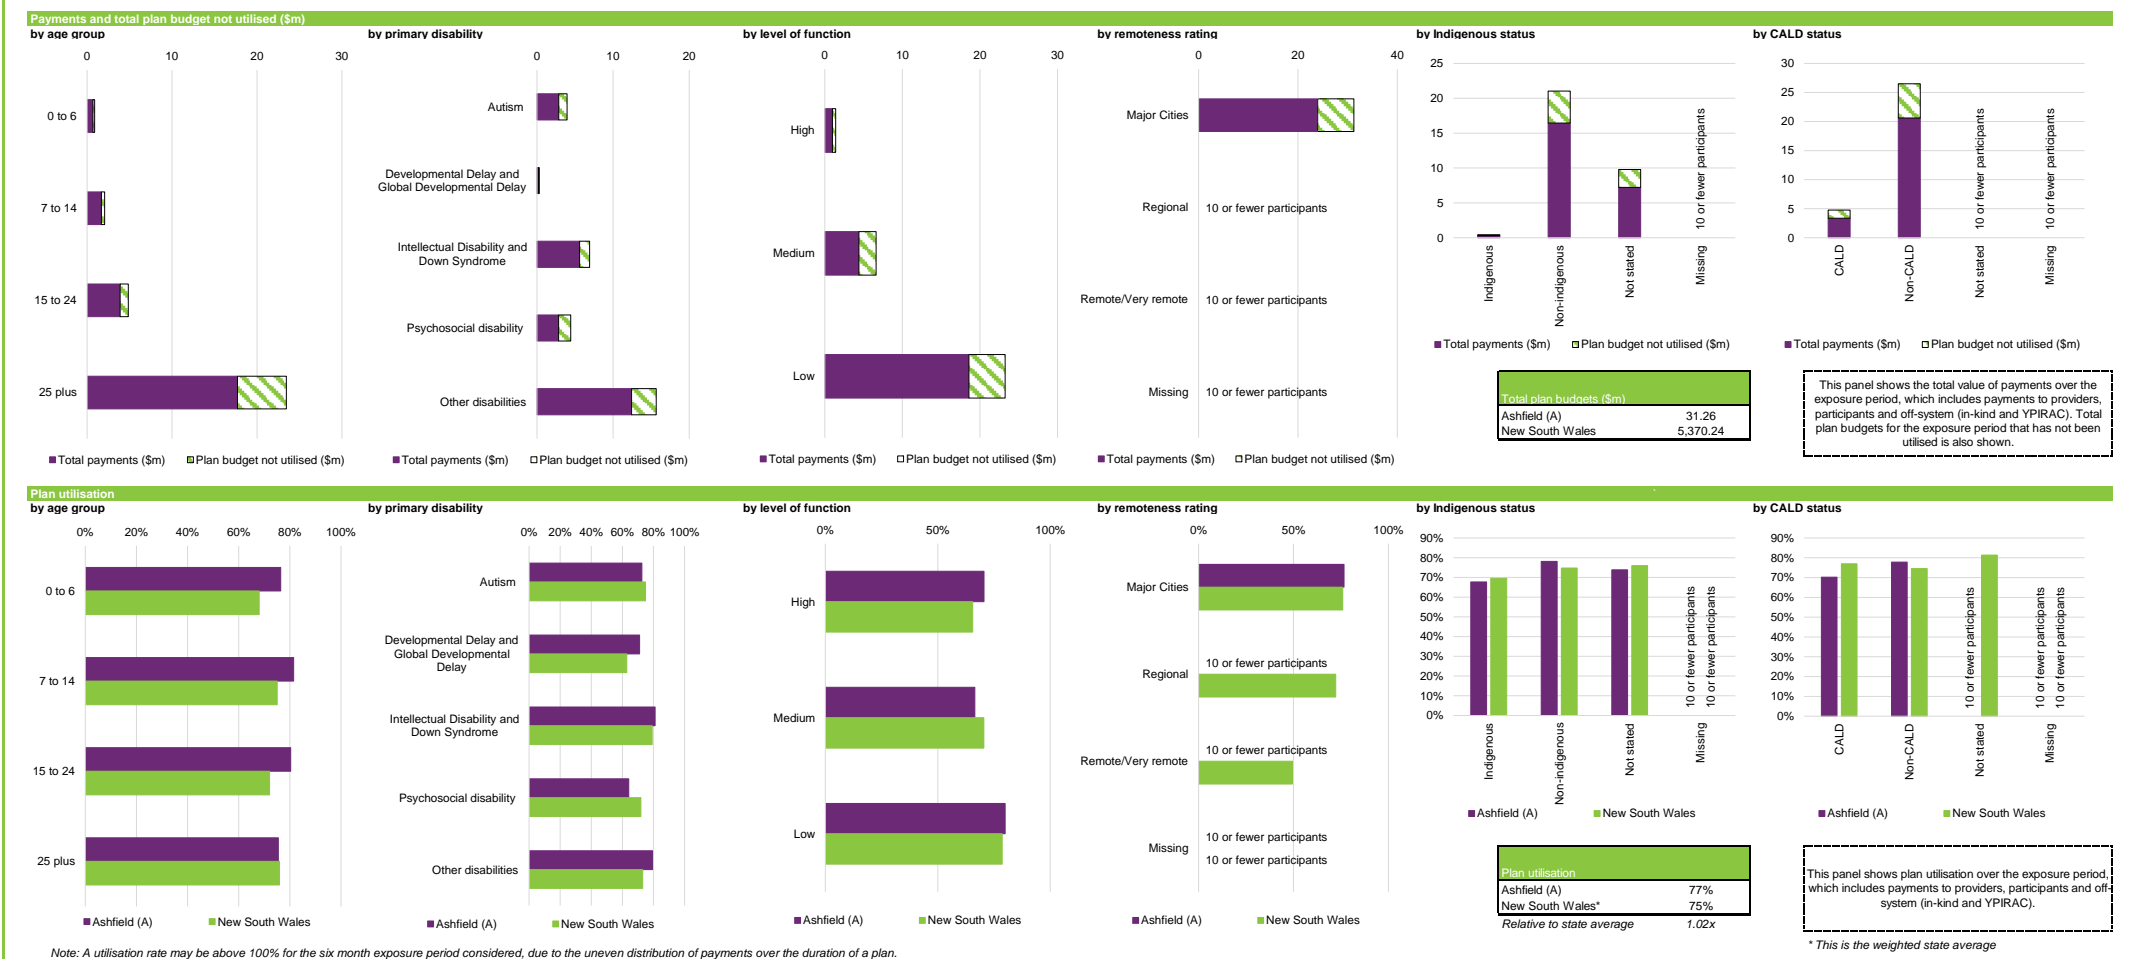 Payments and total plan budget not utilised ($m)
by age group
0 10 20 30
0 to 6
7 to 14
15 to 24
25 plus
Total payments ($m) Plan budget not utilised ($m)
by primary disability
0 10 20
Autism
Developmental Delay and
Global Developmental Delay
Intellectual Disability and
Down Syndrome
Psychosocial disability
Other disabilities
Total payments ($m) Plan budget not utilised ($m)
by level of function
0 10 20 30
High
Medium
Low
Total payments ($m) Plan budget not utilised ($m)
by remoteness rating
0 20 40
Major Cities
Regional 10 or fewer participants
Remote/Very remote 10 or fewer participants
Missing 10 or fewer participants
Total payments ($m) Plan budget not utilised ($m)
by Indigenous status
25
20
15
10
5
0
10 or fewer participants
Indigenous
Non-indigenous
Not stated
Missing
Total payments ($m) Plan budget not utilised ($m)
Total plan budgets ($m)
Ashfield (A) 31.26
New South Wales 5,370.24
by CALD status
30
25
20
15
10
5
0
10 or fewer participants
10 or fewer participants
CALD
Non-CALD
Not stated
Missing
Total payments ($m) Plan budget not utilised ($m)
This panel shows the total value of payments over the
exposure period, which includes payments to providers,
participants and off-system (in-kind and YPIRAC). Total
plan budgets for the exposure period that has not been
utilised is also shown.
Plan utilisation
by age group
0% 20% 40% 60% 80% 100%
0 to 6
7 to 14
15 to 24
25 plus
Ashfield (A) New South Wales
by primary disability
0% 20% 40% 60% 80% 100%
Autism
Developmental Delay and
Global Developmental
Delay
Intellectual Disability and
Down Syndrome
Psychosocial disability
Other disabilities
Ashfield (A) New South Wales
by level of function
0% 50% 100%
High
Medium
Low
Ashfield (A) New South Wales
by remoteness rating
0% 50% 100%
Major Cities
10 or fewer participants
Regional
10 or fewer participants
Remote/Very remote
10 or fewer participants
Missing
10 or fewer participants
Ashfield (A) New South Wales
by Indigenous status
90%
80%
70%
60%
50%
40%
30%
20%
10%
0%
10 or fewer participants
10 or fewer participants
Indigenous
Non-indigenous
Not stated
Missing
Ashfield (A) New South Wales
Plan utilisation
Ashfield (A) 77%
New South Wales* 75%
Relative to state average 1.02x
by CALD status
90%
80%
70%
60%
50%
40%
30%
20%
10%
0%
10 or fewer participants
10 or fewer participants
10 or fewer participants
CALD
Non-CALD
Not stated
Missing
Ashfield (A) New South Wales
This panel shows plan utilisation over the exposure period,
which includes payments to providers, participants and off-
system (in-kind and YPIRAC).
* This is the weighted state average
Note: A utilisation rate may be above 100% for the six month exposure period considered, due to the uneven distribution of payments over the duration of a plan.